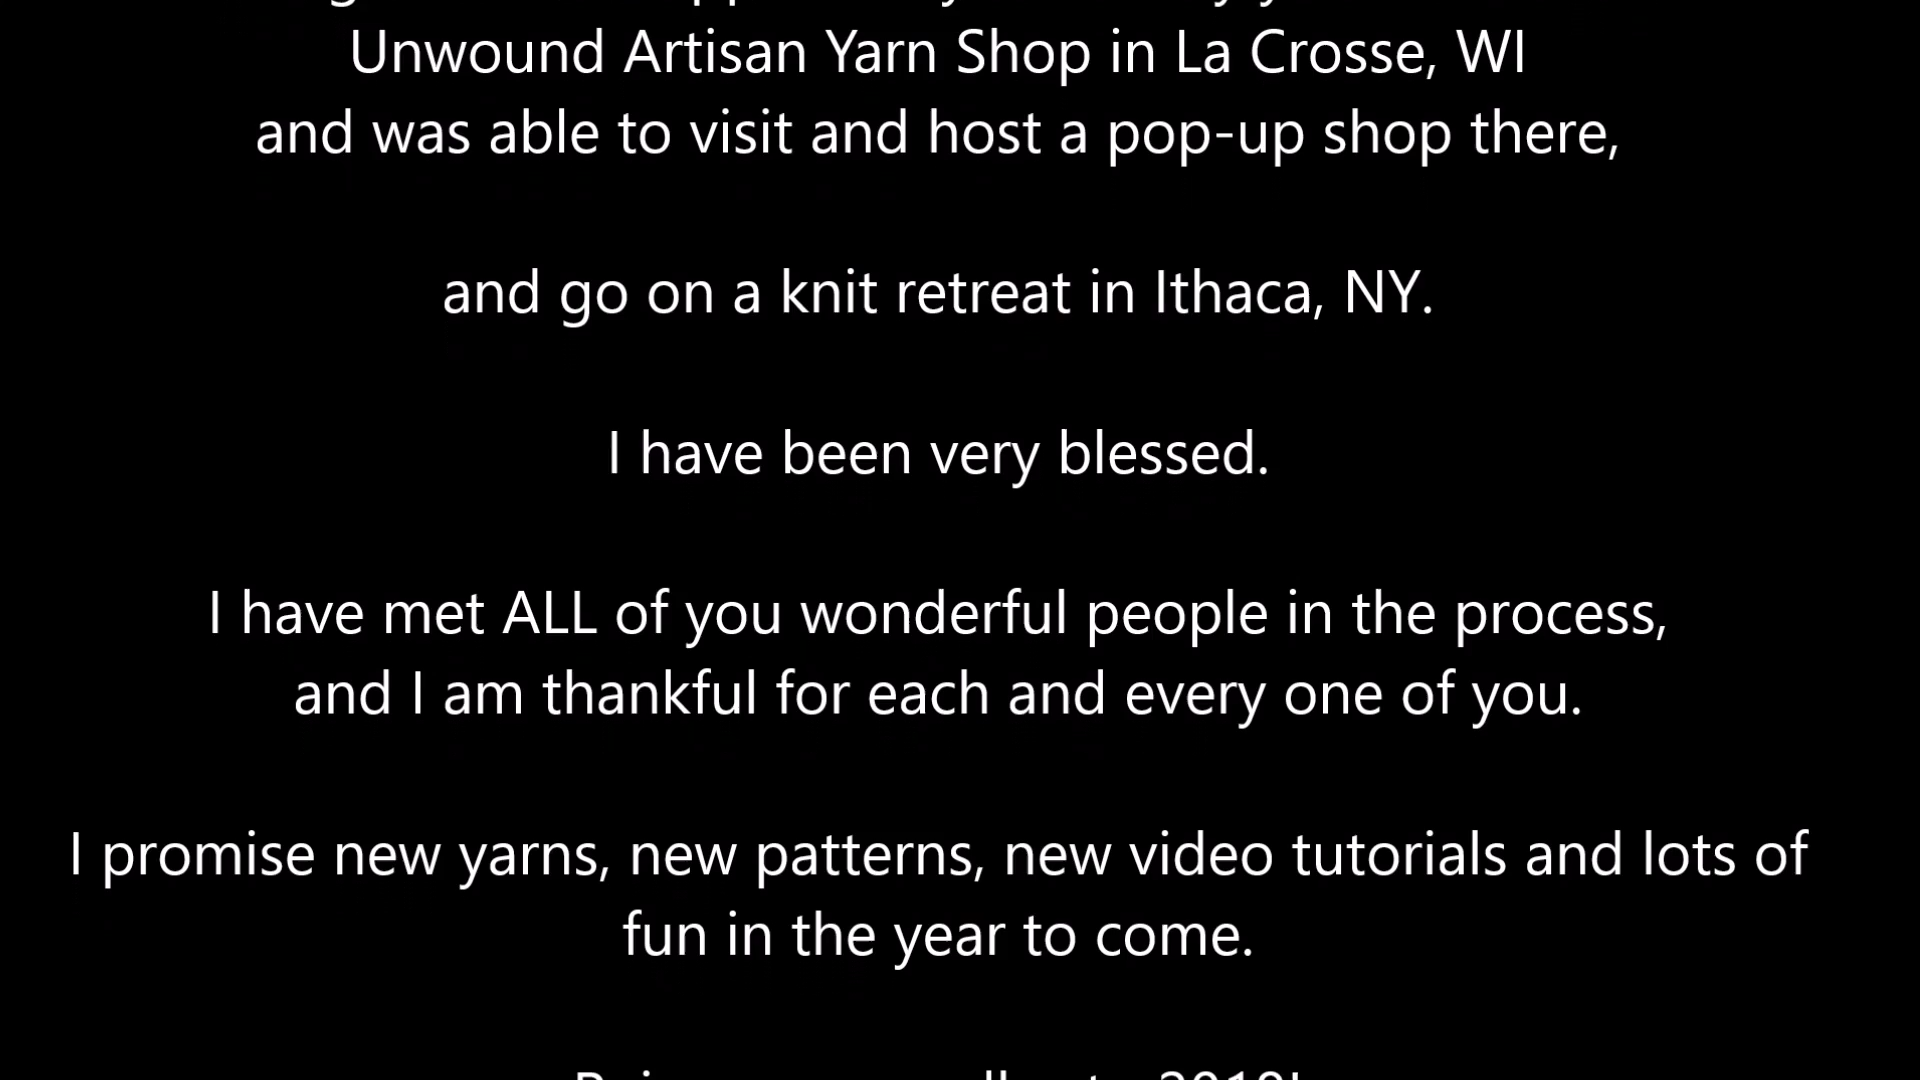 Unwound Artisan Yarn Shop in La Crosse, WI
and was able to visit and host a pop-up shop there,
and go on a knit retreat in Ithaca, NY.
I have been very blessed.
I have met ALL of you wonderful people in the process,
and I am thankful for each and every one of you.
I promise new yarns, new patterns, new video tutorials and lots of
fun in the year to come.